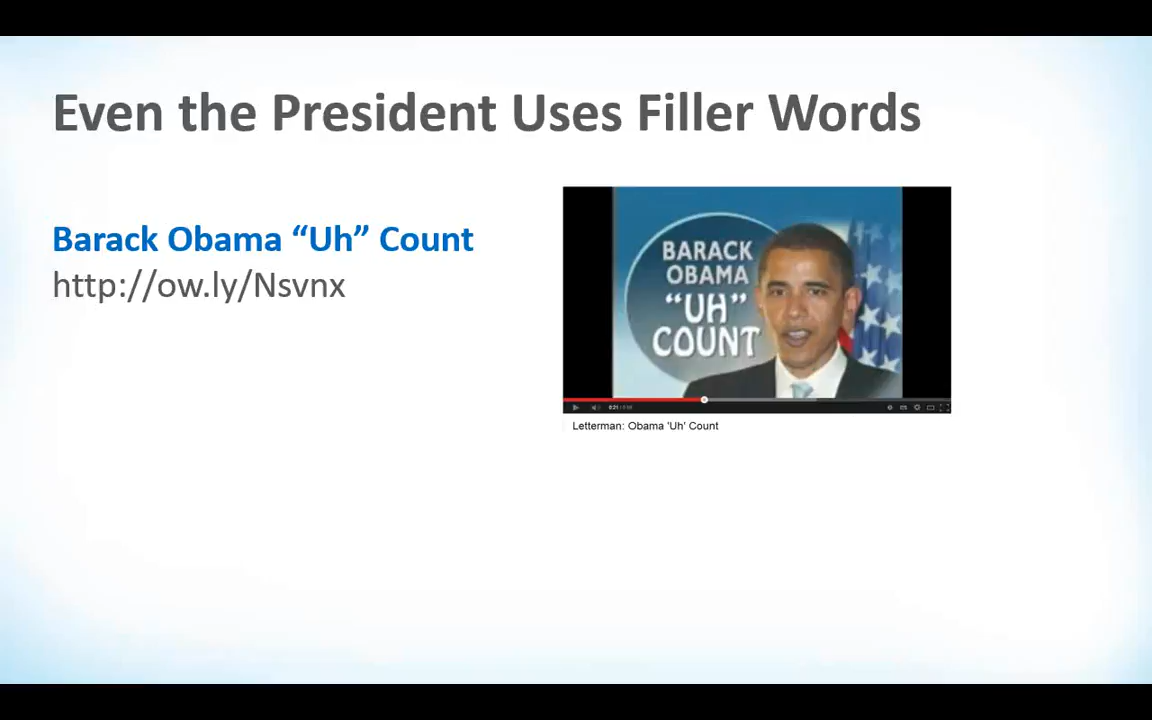 Even the President Uses Filler Words
Barack Obama “Uh” Count
http://ow.ly/Nsvnx
BARACK
OBAMA
“UH”
COUNT
Letterman: Obama 'Uh' Count